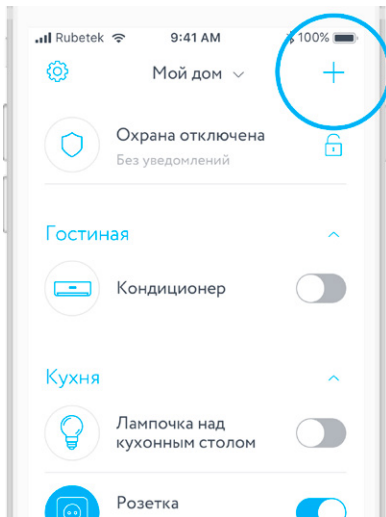 Rubetek 9:41 AM 100%
Мой дом
Охрана отключена
Без уведомлений
Гостиная
Кондиционер
Кухня
Лампочка над
кухонным столом
Розетка